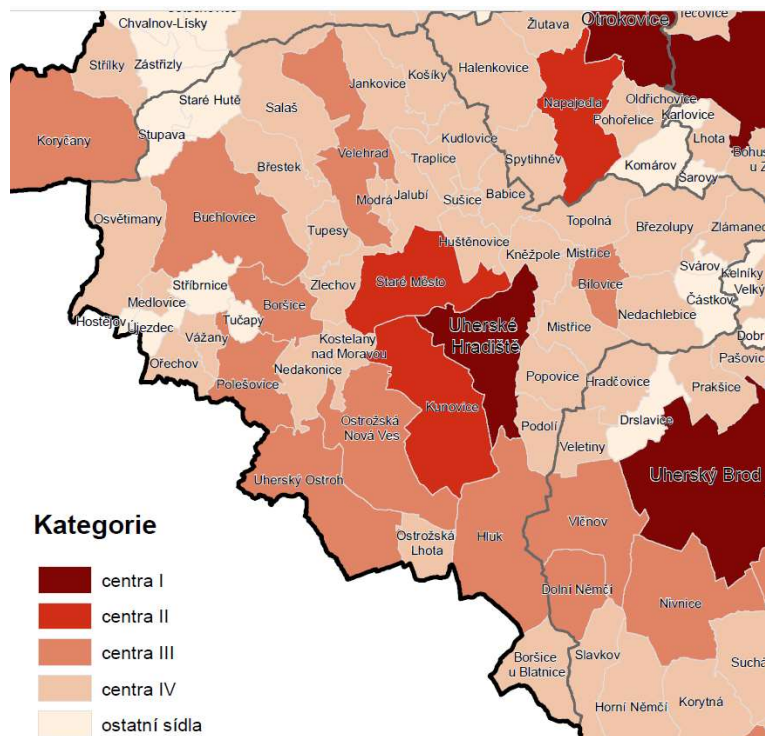 Chvalnov-Lísky
Žlutava
Otrokovice
Střílky
Zástřizly
Jankovice
Košíky
Halenkovice
Staré Hutě
Salaš
Napajedla
Oldřichovice
Karlovice
Koryčany
Stupava
Pohořelice
Kudlovice
Lhota
Velehrad
Traplice
Spytihněv
Komárov
Břestek
Šarovy
Modrá
Jalubí
Sušice
Babice
Osvětimany
Buchlovice
Topolná
Březolupy
Zlámanec
Tupesy
Huštěnovice
Kněžpole
Mistřice
Svárov
Kelníky
Staré Město
Bílovice
Stříbrnice
Zlechov
Částkov
Medlovice
Boršice
Nedachlebice
Hostějov
Újezdec
Tučapy
Uherské
Hradiště
Mistřice
Vážany
Kostelany
nad Moravou
Ořechov
Nedakonice
Pašovic
Polešovice
Popovice
Hradčovice
Prakšice
Kunovice
Ostrožská
Nová Ves
Podolí
Drslavice
Veletiny
Uherský Brod
Uherský Ostroh
Vlčnov
Ostrožská
Lhota
Hluk
Dolní Němčí
Nivnice
Boršice
u Blatnice
Slavkov
Suchá
Horní Němčí
Korytná
Kategorie
centra I
centra II
centra III
centra IV
ostatní sídla